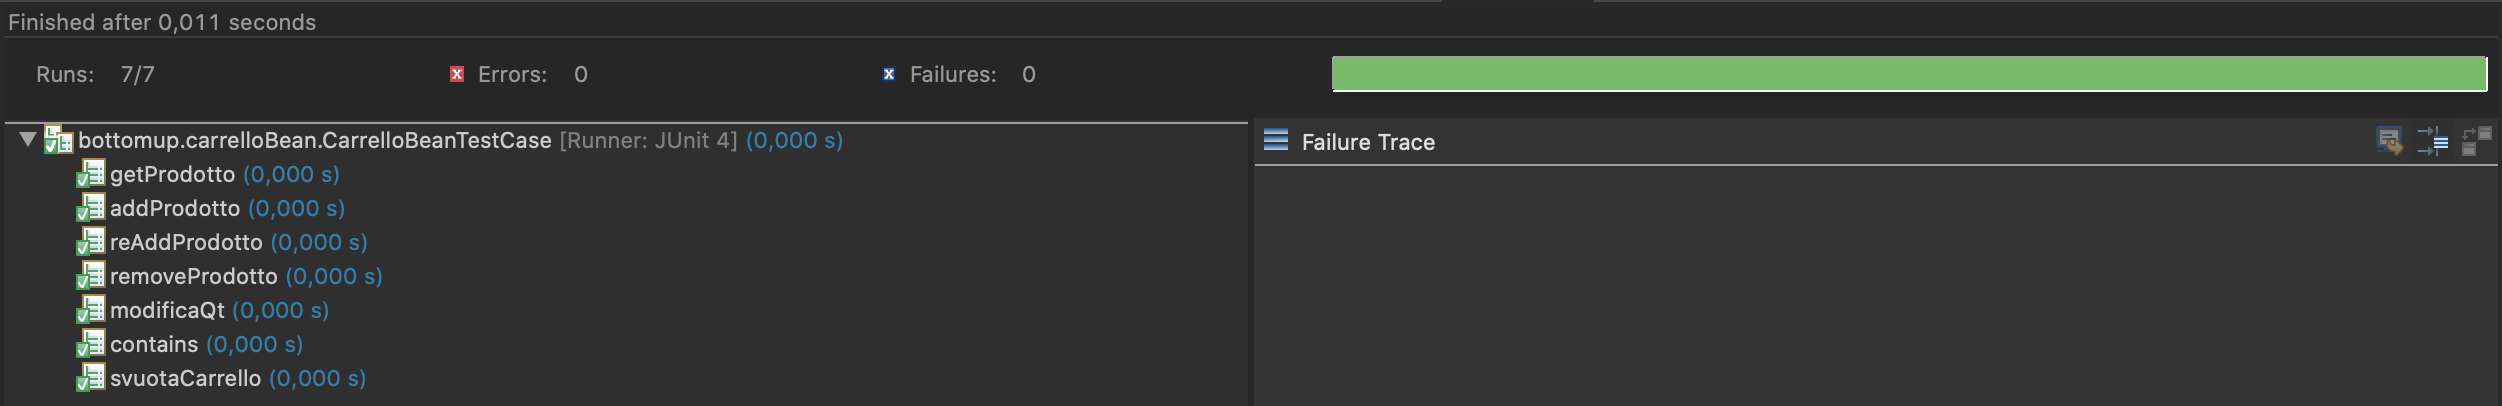 Finished after 0,011 seconds
Runs: 7/7 Errors: 0 Failures: 0
bottomup.carrelloBean.CarrelloBeanTestCase [Runner: JUnit 4] (0,000 s)
getProdotto (0,000 s)
addProdotto (0,000 s)
reAddProdotto (0,000 s)
removeProdotto (0,000 s)
modificaQt (0,000 s)
contains (0,000 s)
svuotaCarrello (0,000 s)
Failure Trace